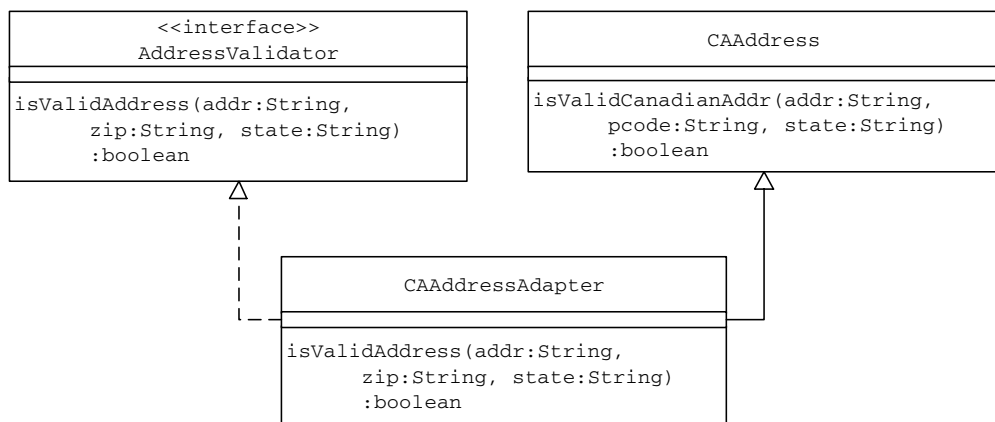 <<interface>>
AddressValidator
isValidAddress(addr:String,
zip:String, state:String)
:boolean
CAAddress
isValidCanadianAddr(addr:String,
pcode:String, state:String)
:boolean
CAAddressAdapter
isValidAddress(addr:String,
zip:String, state:String)
:boolean